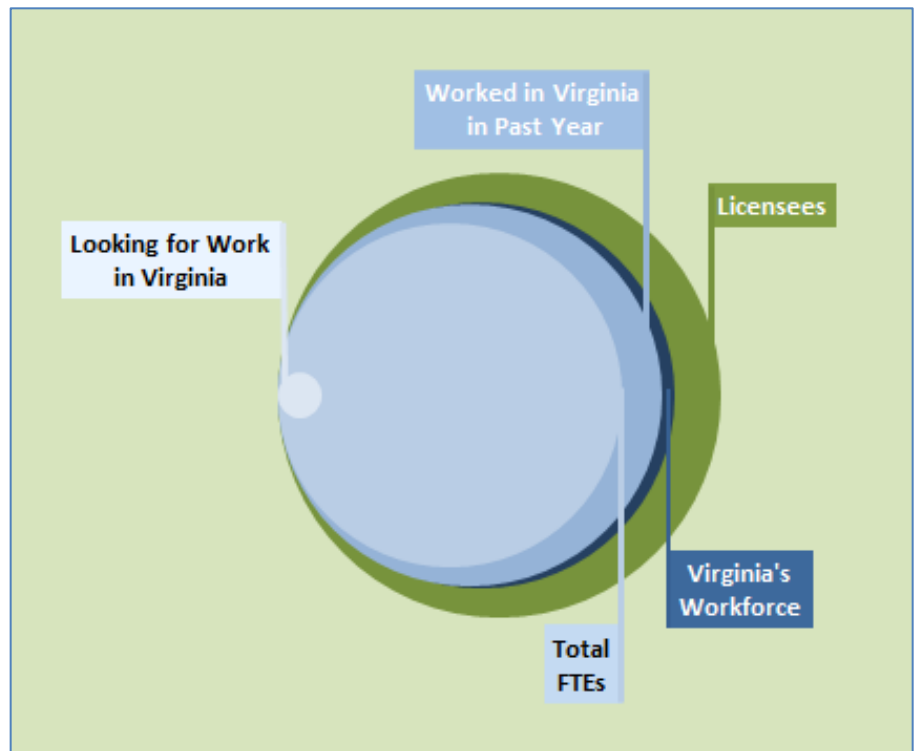 Worked in Virginia
in Past Year
Licensees
Looking for Work
in Virginia
Virginia's
Workforce
Total
FTEs